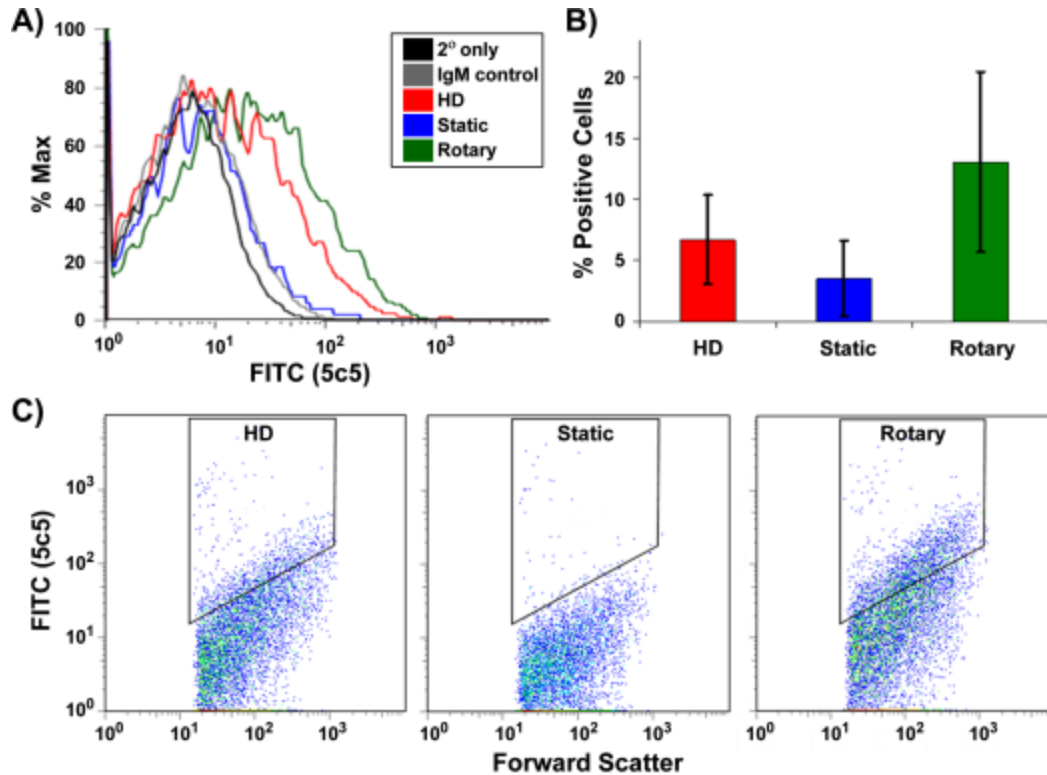 A)
100
80
60
40
20
0
% Max
10⁰ 10¹ 10² 10³
FITC (5c5)
2º only
IgM control
HD
Static
Rotary
B)
20
15
10
5
0
% Positive Cells
HD Static Rotary
C)
HD Static Rotary
10³
10²
10¹
10⁰
FITC (5c5)
10⁰ 10¹ 10² 10³ 10⁰ 10¹ 10² 10³ 10⁰ 10¹ 10² 10³
Forward Scatter